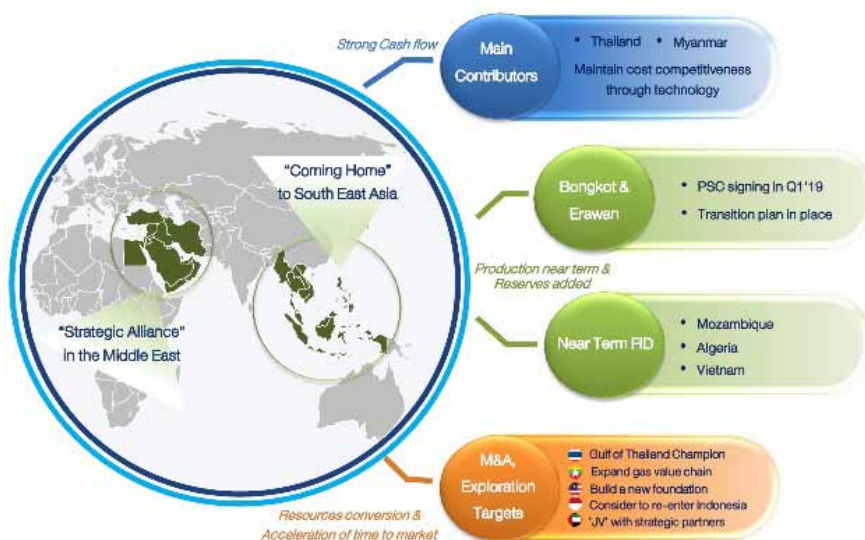 Strong Cash flow
Main
Contributors
• Thailand • Myanmar
Maintain cost competitiveness
through technology
"Coming Home"
to South East Asia
"Strategic Alliance"
in the Middle East
Bongkot &
Erawan
• PSC signing in Q1'19
• Transition plan in place
Production near term &
Reserves added
Near Term FID
• Mozambique
• Algeria
• Vietnam
M&A,
Exploration
Targets
Gulf of Thailand Champion
Expand gas value chain
Build a new foundation
Consider to re-enter Indonesia
'JV' with strategic partners
Resources conversion &
Acceleration of time to market